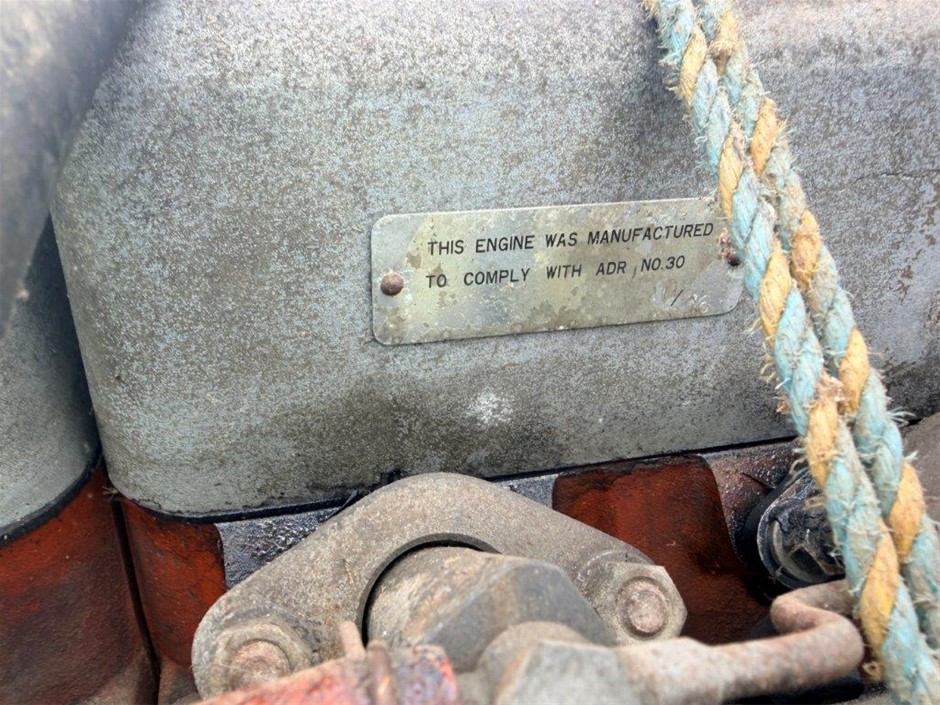 THIS ENGINE WAS MANUFACTURED
TO COMPLY WITH ADR NO.30